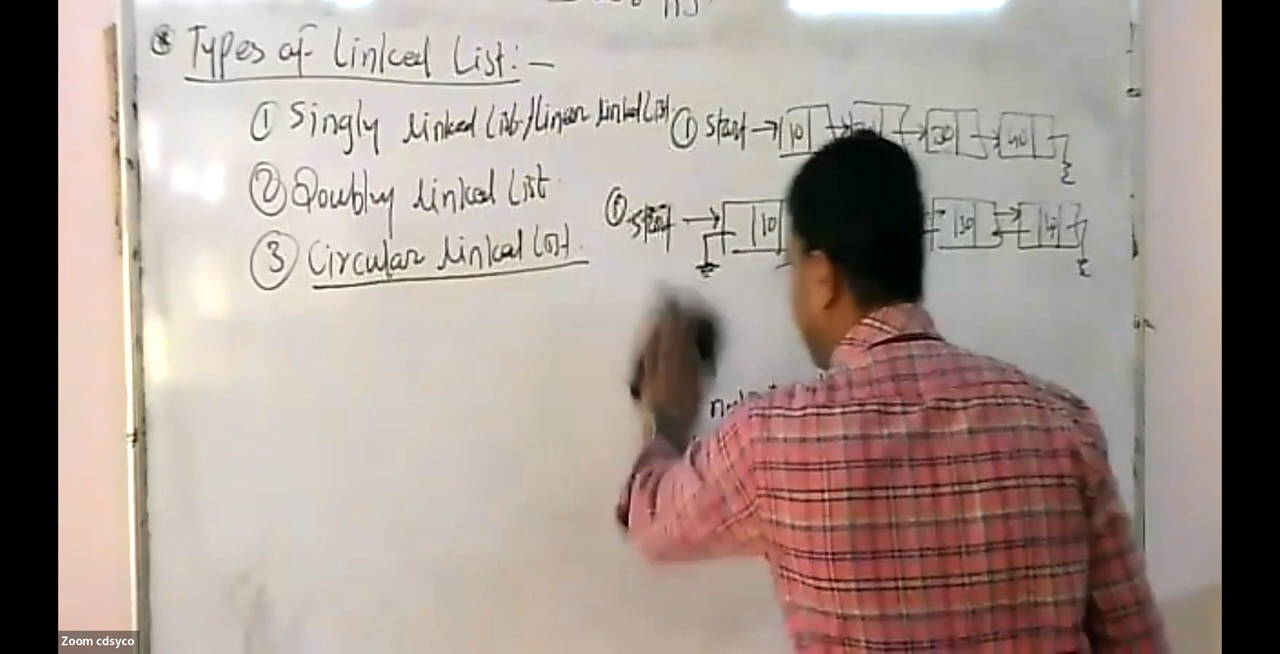 Types of Linked List:-
① Singly Linked List/Linear Linked List
② Doubly Linked List
③ Circular Linked List.
① Start → 10 30 40
Start → 10 30 40
Zoom cdsyco